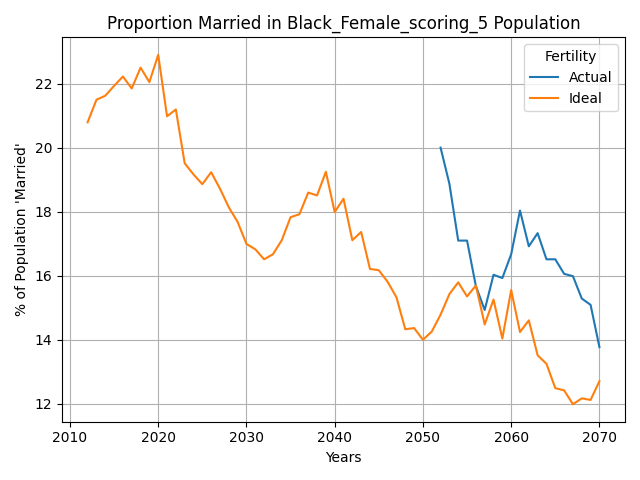 Proportion Married in Black_Female_scoring_5 Population
Fertility
Actual
Ideal
% of Population 'Married'
22
20
18
16
14
12
2010 2020 2030 2040 2050 2060 2070
Years